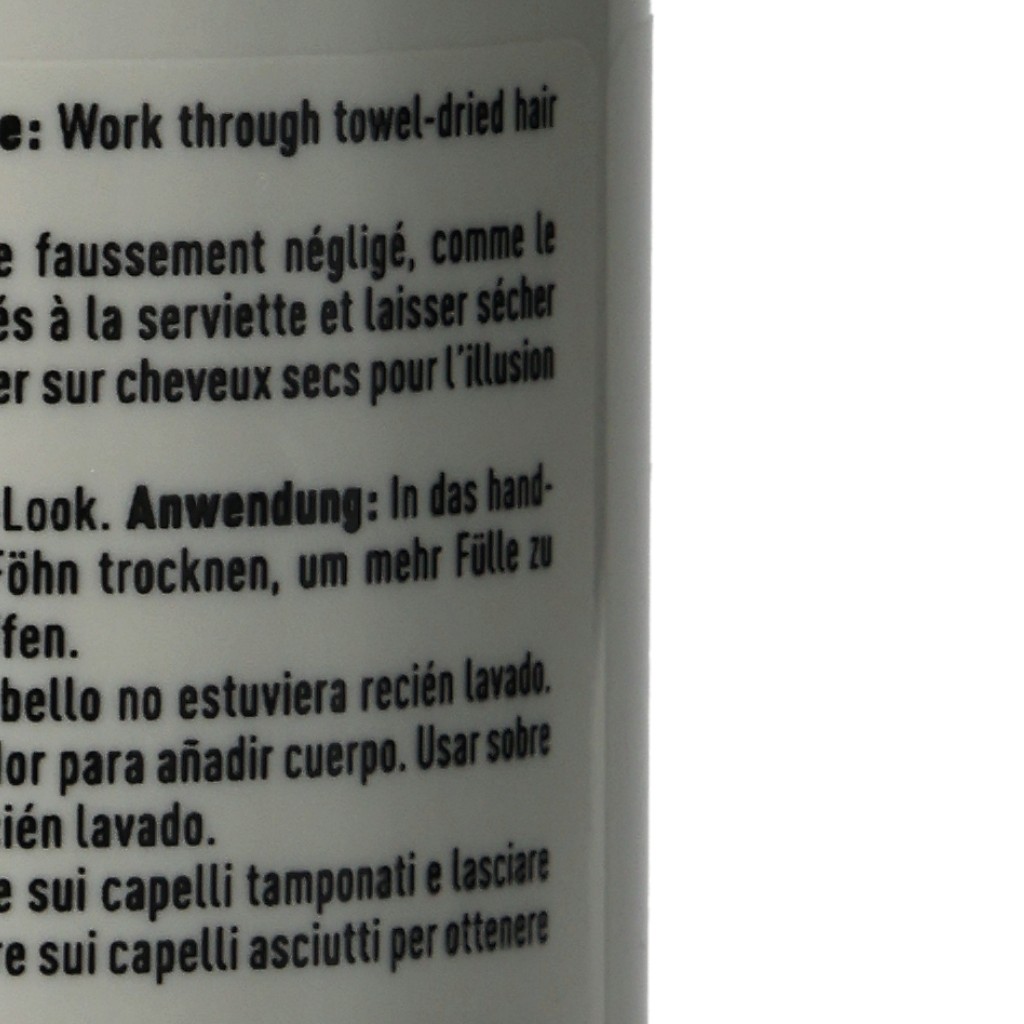 e: Work through towel-dried hair
e faussement négligé, comme le
és à la serviette et laisser sécher
er sur cheveux secs pour l'illusion
Look. Anwendung: In das hand-
Föhn trocknen, um mehr Fülle zu
fen.
bello no estuviera recién lavado.
dor para añadir cuerpo. Usar sobre
cién lavado.
e sui capelli tamponati e lasciare
re sui capelli asciutti per ottenere